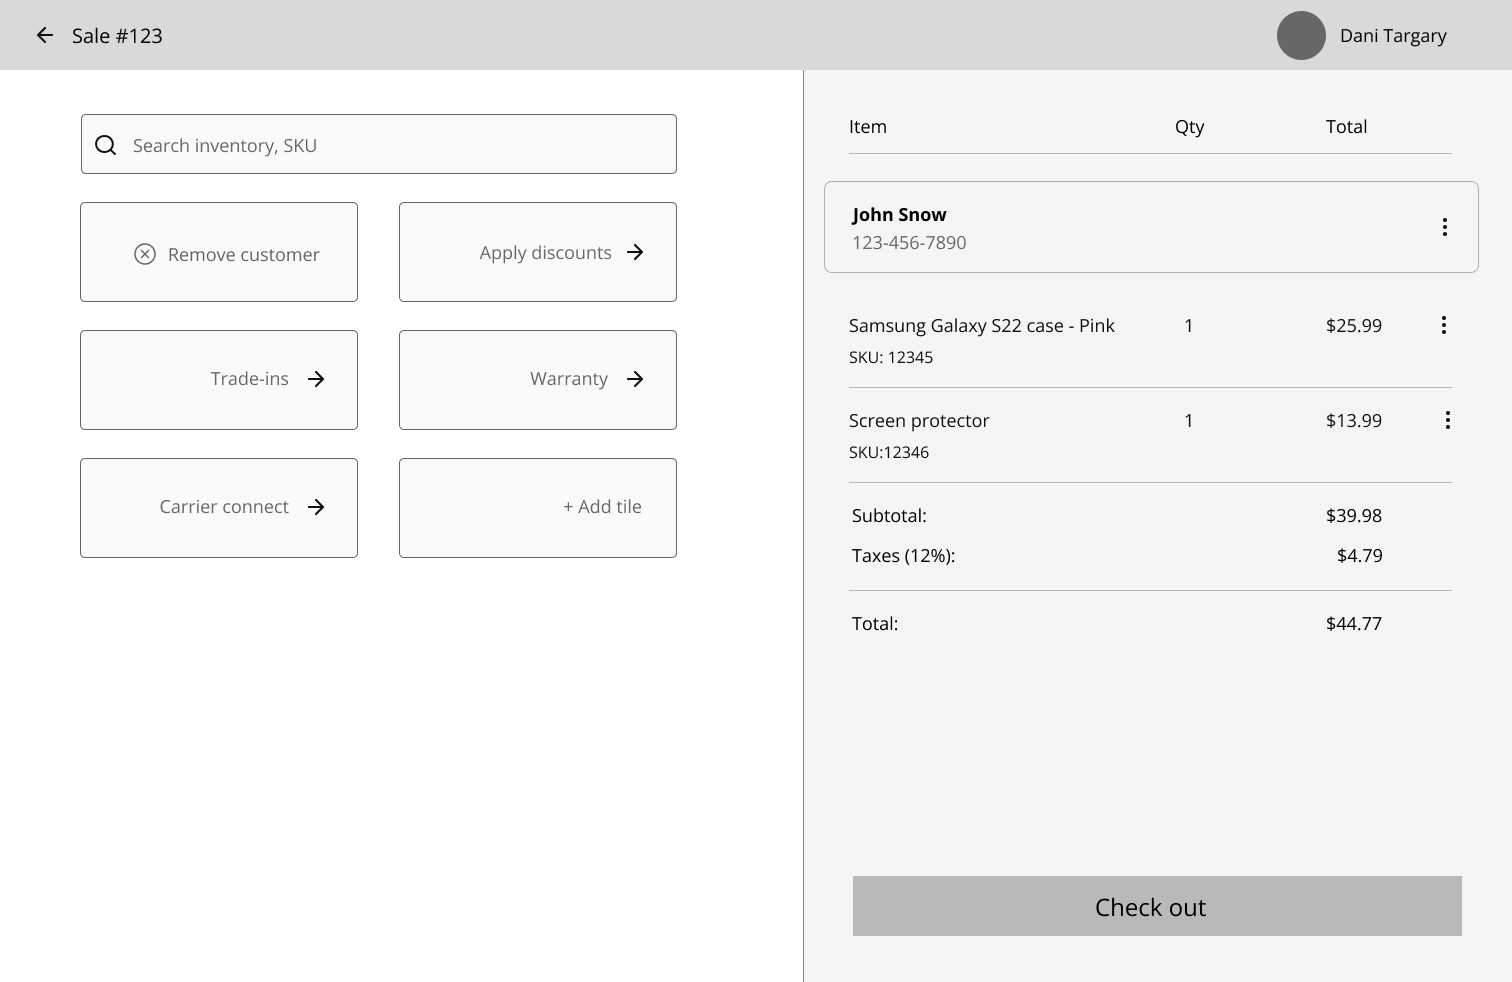 Sale #123
Dani Targary
Search inventory, SKU
Remove customer
Apply discounts
Trade-ins
Warranty
Carrier connect
+ Add tile
Item Qty Total
John Snow
123-456-7890
Samsung Galaxy S22 case - Pink 1 $25.99
SKU: 12345
Screen protector 1 $13.99
SKU:12346
Subtotal: $39.98
Taxes (12%): $4.79
Total: $44.77
Check out